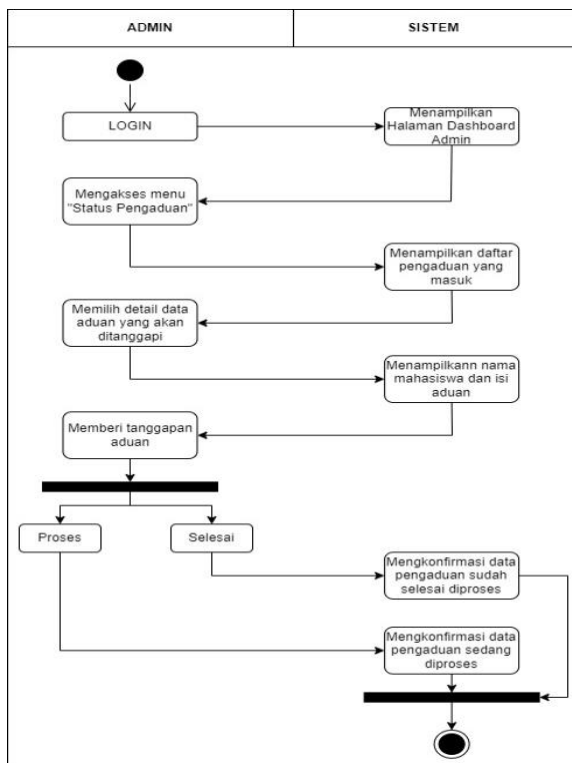 ADMIN
SISTEM
LOGIN
Menampilkan
Halaman Dashboard
Admin
Mengakses menu
"Status Pengaduan"
Menampilkan daftar
pengaduan yang
masuk
Memilih detail data
aduan yang akan
ditanggapi
Menampilkann nama
mahasiswa dan isi
aduan
Memberi tanggapan
aduan
Proses
Selesai
Mengkonfirmasi data
pengaduan sudah
selesai diproses
Mengkonfirmasi data
pengaduan sedang
diproses